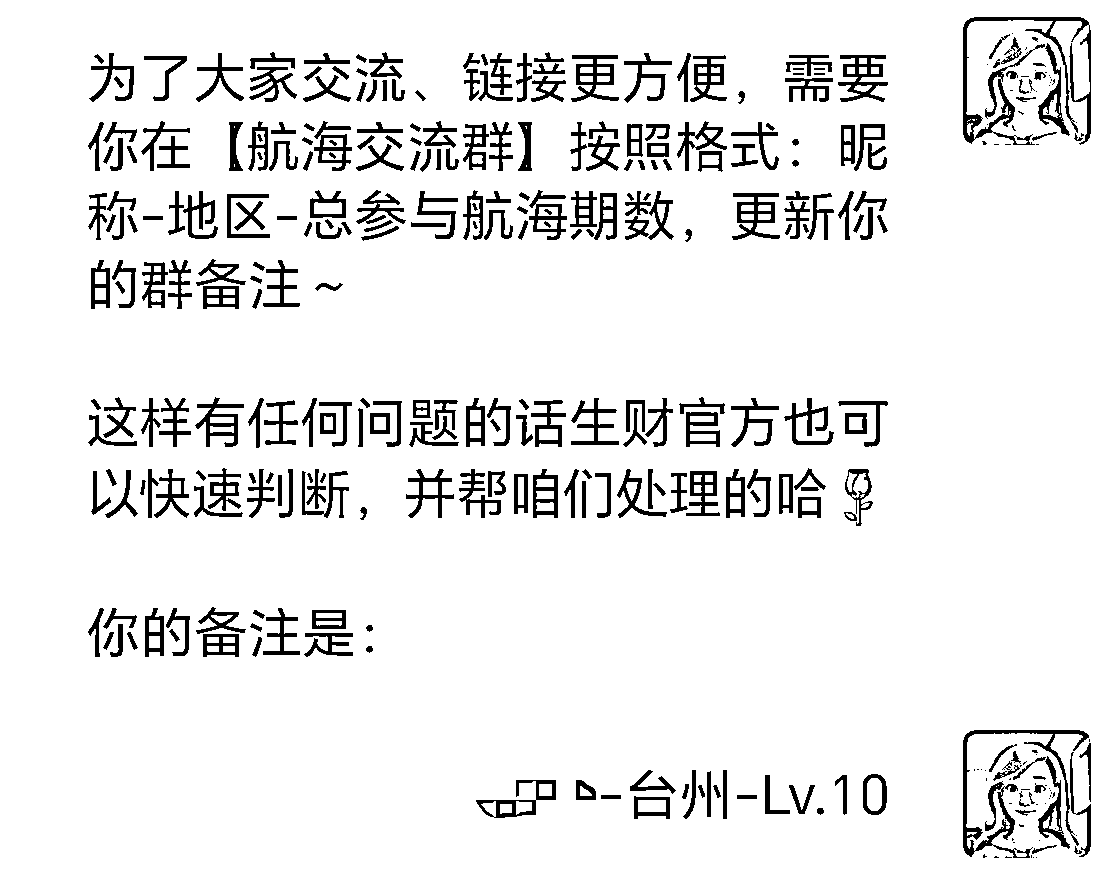 为了大家交流、链接更方便，需要
你在【航海交流群】按照格式：昵
称-地区-总参与航海期数，更新你
的群备注~
这样有任何问题的话生财官方也可
以快速判断，并帮咱们处理的哈
你的备注是：
-台州-Lv.10